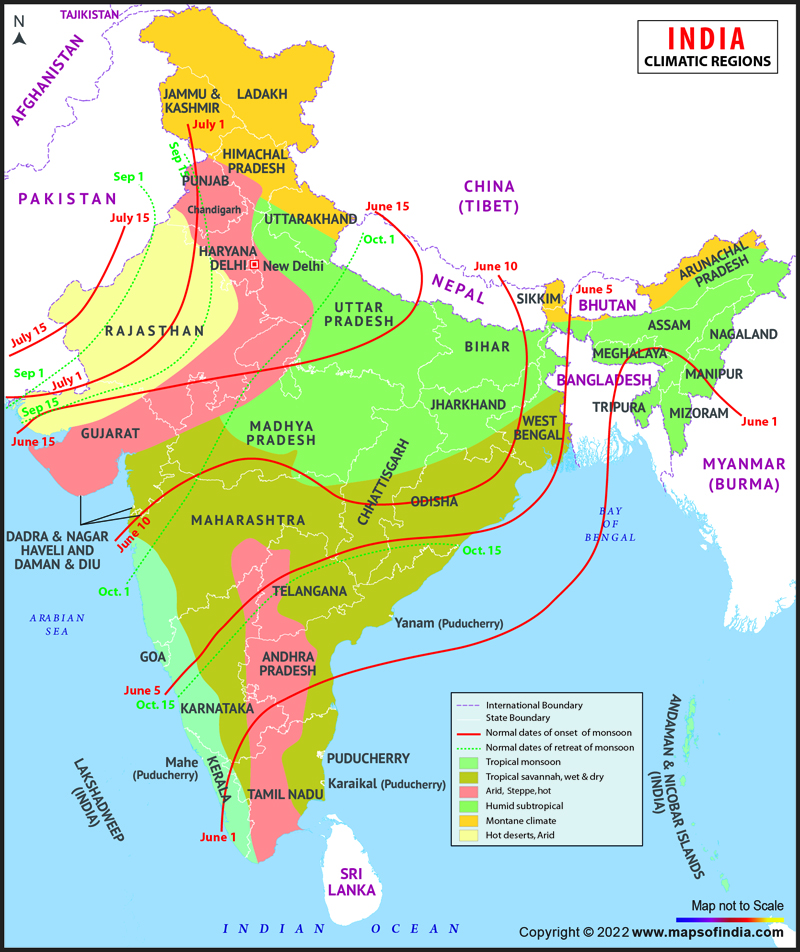 N
TAJIKISTAN
AFGHANISTAN
INDIA
CLIMATIC REGIONS
JAMMU &
KASHMIR
LADAKH
July 1
HIMACHAL
PRADESH
PUNJAB
Sep 1
PAKISTAN
July 15
Chandigarh
CHINA
(TIBET)
UTTARAKHAND
June 15
Oct. 1
HARYANA
DELHI
New Delhi
NEPAL
June 10
SIKKIM
June 5
BHUTAN
ARUNACHAL
PRADESH
RAJASTHAN
UTTAR
PRADESH
July 15
BIHAR
ASSAM
NAGALAND
MEGHALAYA
MANIPUR
BANGLADESH
Sep 1
July 1
Sep 15
June 15
JHARKHAND
WEST
BENGAL
TRIPURA
MIZORAM
June 1
GUJARAT
MADHYA
PRADESH
CHHATTISGARH
MYANMAR
(BURMA)
ODISHA
MAHARASHTRA
BAY
OF
BENGAL
DADRA & NAGAR
HAVELI AND
DAMAN & DIU
June 10
Oct. 15
Oct. 1
TELANGANA
ARABIAN
SEA
Yanam (Puducherry)
GOA
ANDHRA
PRADESH
June 5
Oct. 15
KARNATAKA
Mahe
(Puducherry)
KERALA
PUDUCHERRY
Karaikal (Puducherry)
TAMIL NADU
LAKSHADWEEP
(INDIA)
June 1
SRI
LANKA
ANDAMAN & NICOBAR ISLANDS
(INDIA)
International Boundary
State Boundary
Normal dates of onset of monsoon
Normal dates of retreat of monsoon
Tropical monsoon
Tropical savannah, wet & dry
Arid, Steppe, hot
Humid subtropical
Montane climate
Hot deserts, Arid
INDIAN OCEAN
Map not to Scale
Copyright © 2022 www.mapsofindia.com